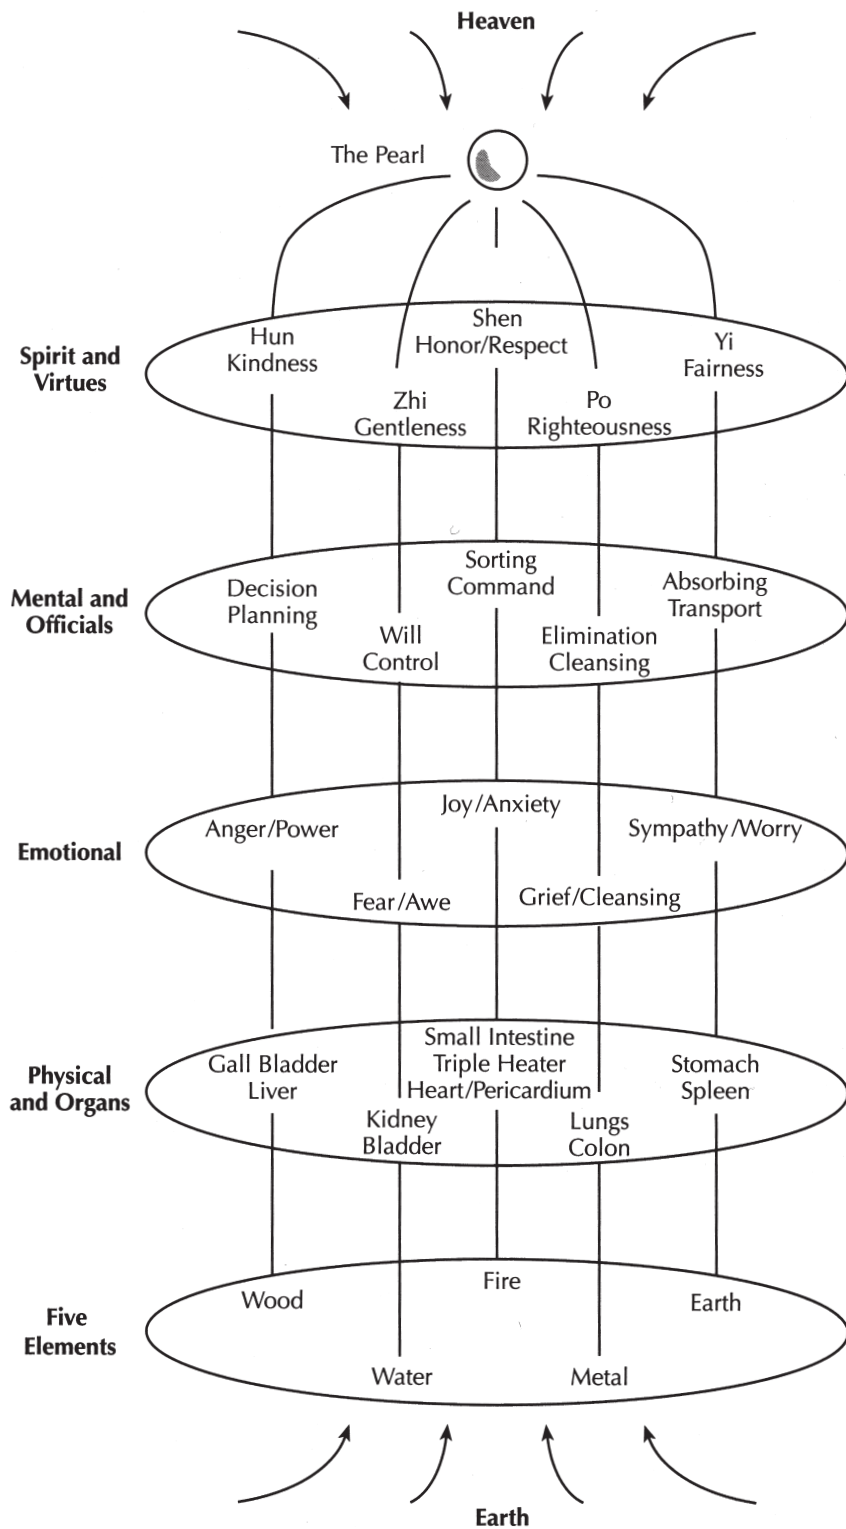 Heaven
The Pearl
Spirit and
Virtues
Hun
Kindness
Shen
Honor/Respect
Yi
Fairness
Zhi
Gentleness
Po
Righteousness
Mental and
Officials
Decision
Planning
Sorting
Command
Absorbing
Transport
Will
Control
Elimination
Cleansing
Emotional
Anger/Power
Joy/Anxiety
Sympathy/Worry
Fear/Awe
Grief/Cleansing
Physical
and Organs
Gall Bladder
Liver
Small Intestine
Triple Heater
Heart/Pericardium
Stomach
Spleen
Kidney
Bladder
Lungs
Colon
Five
Elements
Wood
Fire
Earth
Water
Metal
Earth